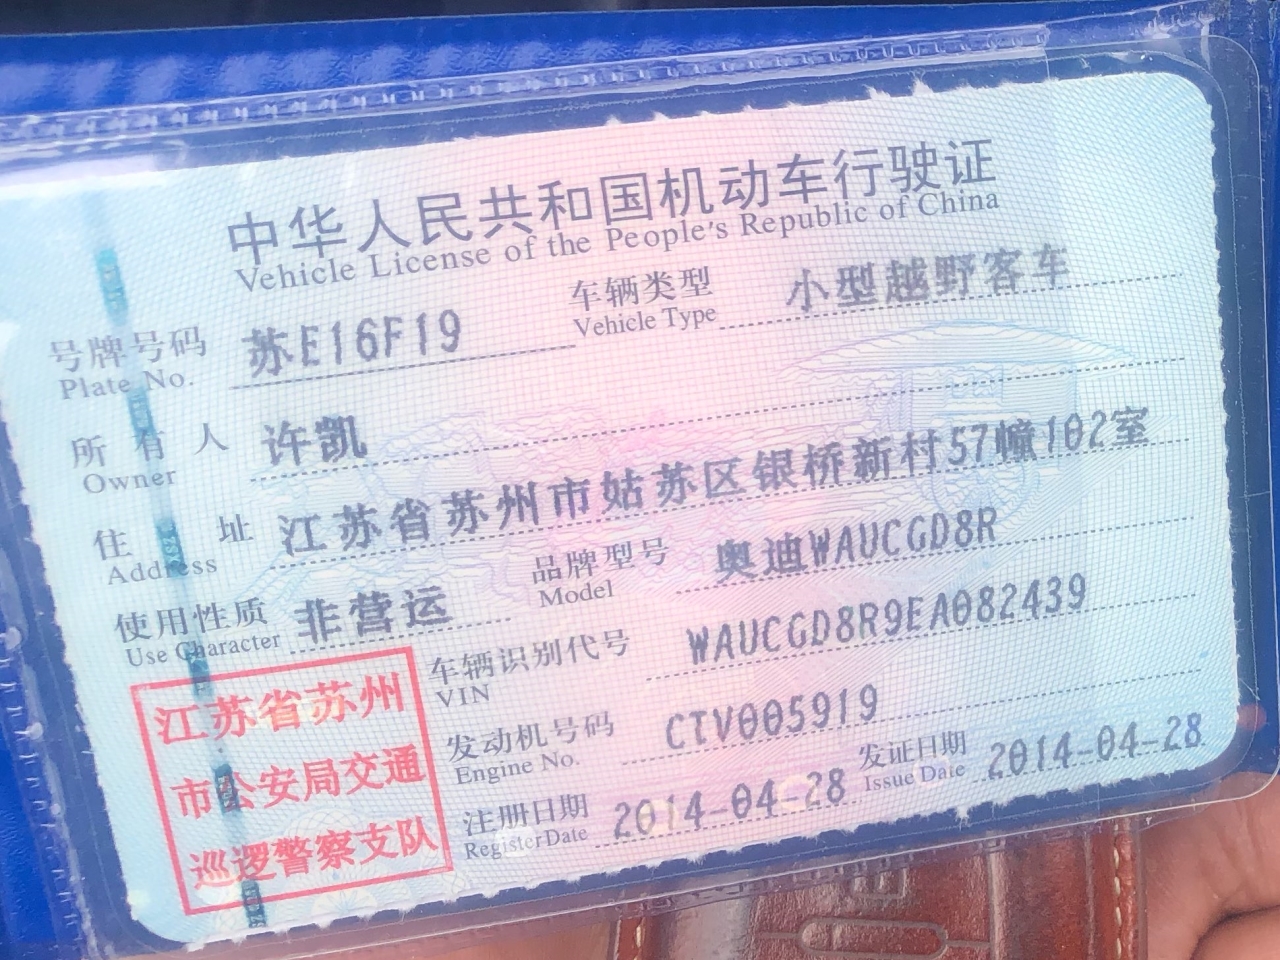 中华人民共和国机动车行驶证
Vehicle License of the People's Republic of China
号牌号码 苏E16F19 车辆类型 小型越野客车
Plate No. Vehicle Type
所有人 许凯
Owner
住址 江苏省苏州市姑苏区银桥新村57幢102室
Address
使用性质 非营运 品牌型号 奥迪WAUCGD8R
Use Character Model
车辆识别代号 WAUCGD8R9EA082439
VIN
发动机号码 CTV005919
Engine No.
注册日期 2014-04-28 发证日期 2014-04-28
Register Date Issue Date
江苏省苏州
市公安局交通
巡逻警察支队